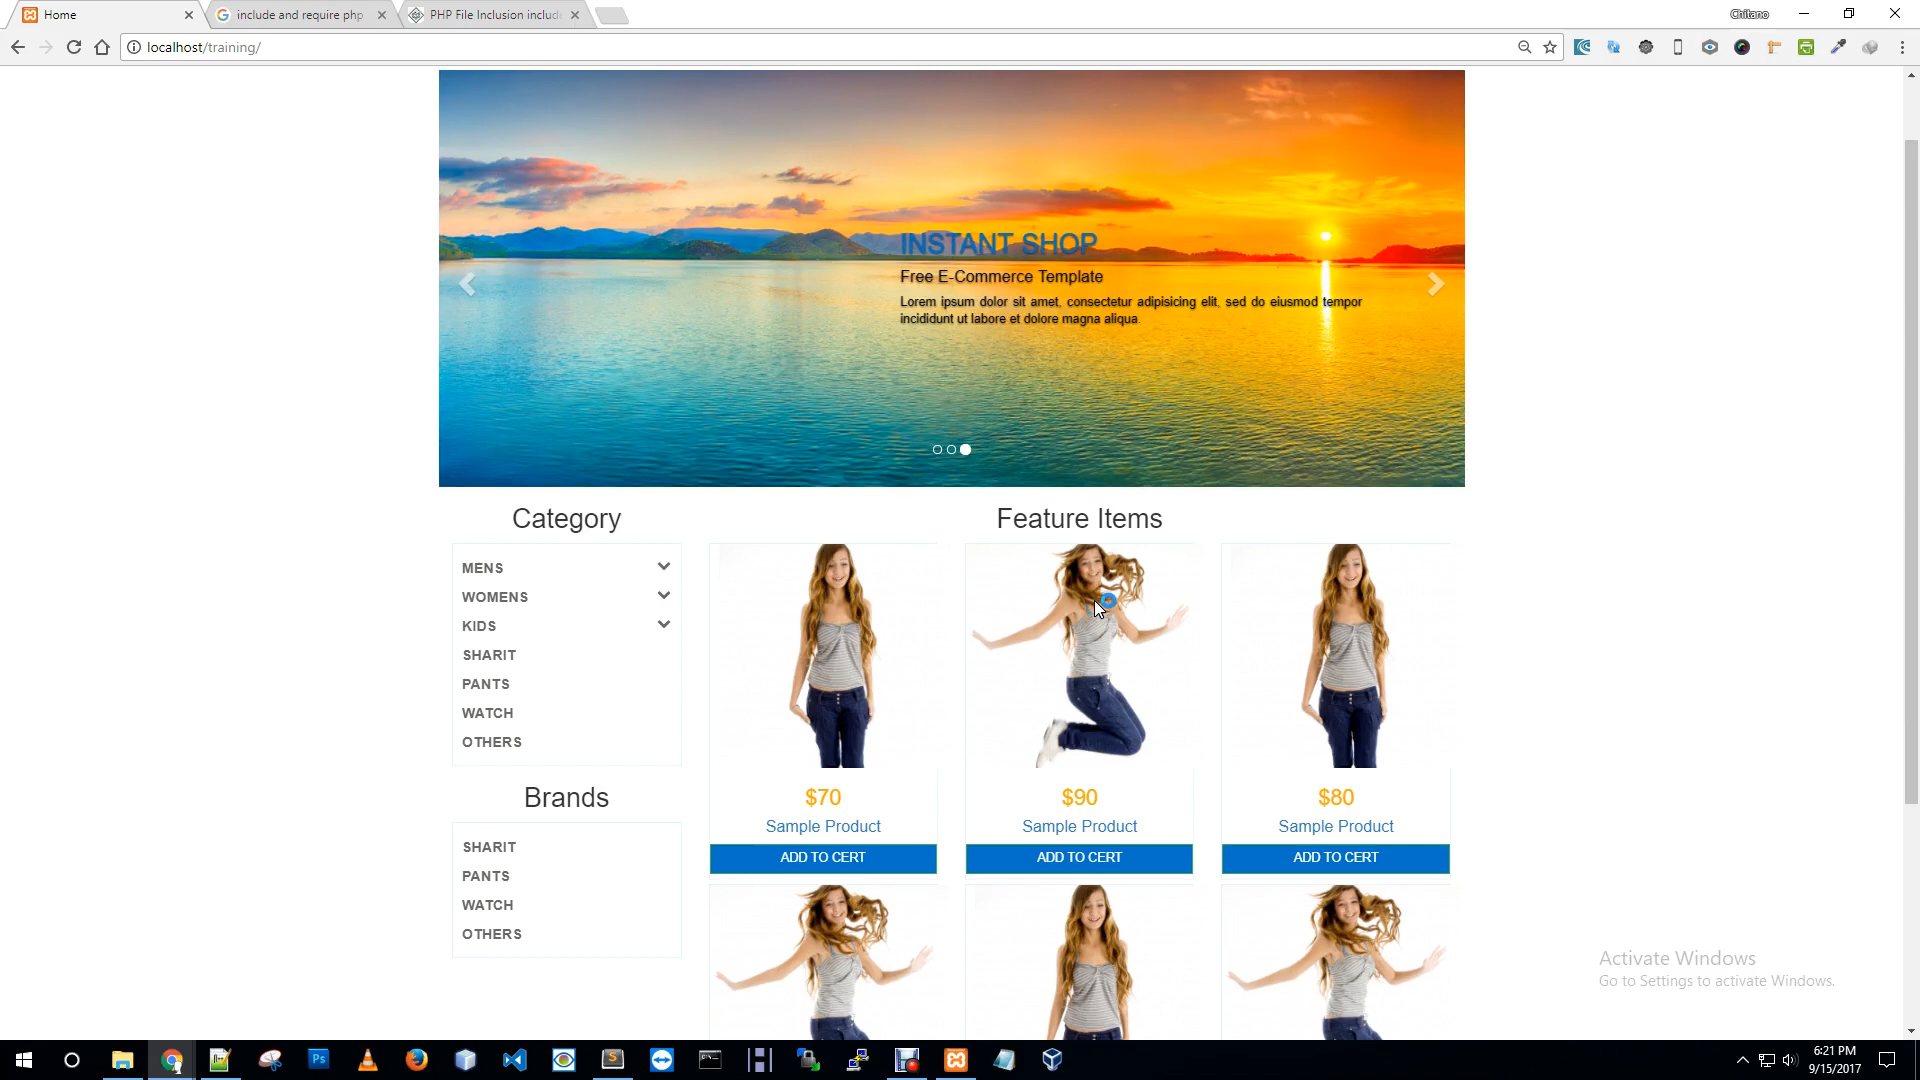 Home
include and require php
PHP File Inclusion includ
Chitano
localhost/training/
INSTANT SHOP
Free E-Commerce Template
Lorem ipsum dolor sit amet, consectetur adipisicing elit, sed do eiusmod tempor
incididunt ut labore et dolore magna aliqua.
Category
MENS
WOMENS
KIDS
SHARIT
PANTS
WATCH
OTHERS
Brands
SHARIT
PANTS
WATCH
OTHERS
Feature Items
$70
Sample Product
ADD TO CERT
$90
Sample Product
ADD TO CERT
$80
Sample Product
ADD TO CERT
Activate Windows
Go to Settings to activate Windows.
6:21 PM
9/15/2017